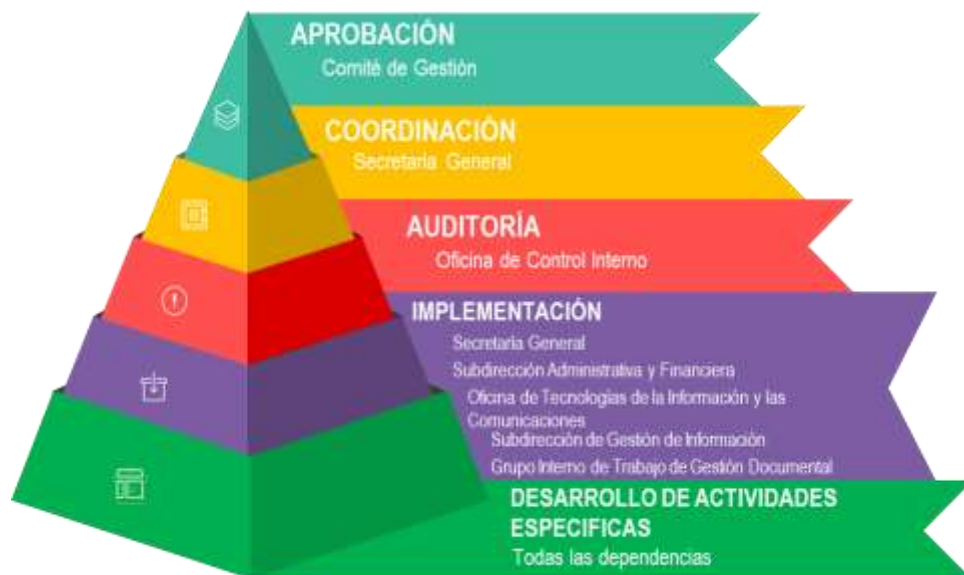 APROBACIÓN
Comité de Gestión
COORDINACIÓN
Secretaria General
AUDITORÍA
Oficina de Control Interno
IMPLEMENTACIÓN
Secretaria General
Subdirección Administrativa y Financiera
Oficina de Tecnologías de la Información y las
Comunicaciones
Subdirección de Gestión de Información
Grupo Interno de Trabajo de Gestión Documental
DESARROLLO DE ACTIVIDADES
ESPECIFICAS
Todas las dependencias